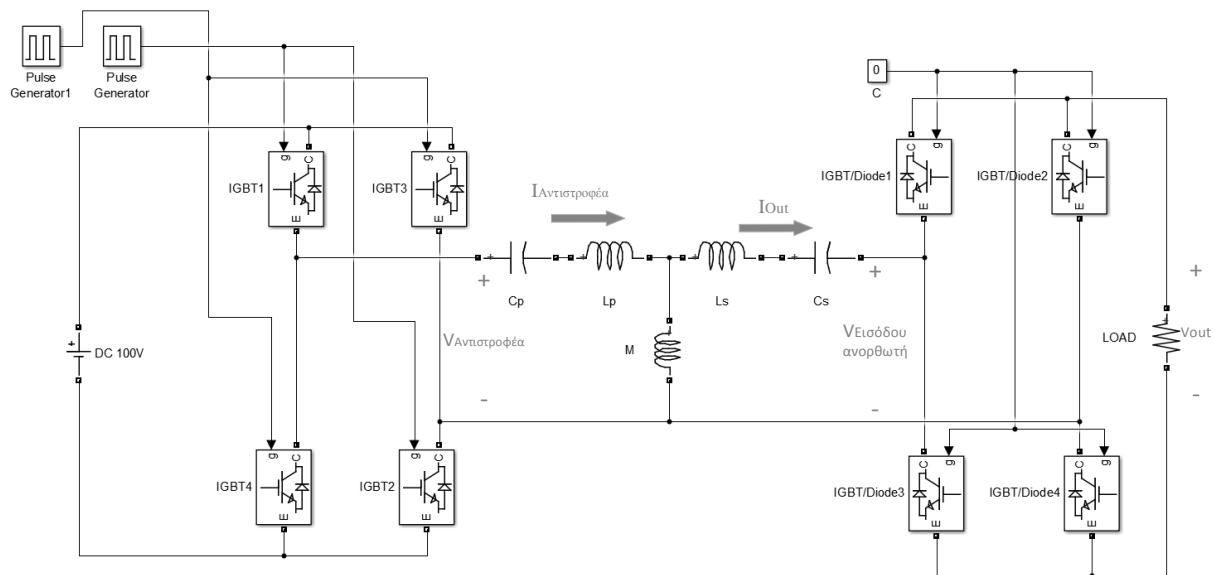 Pulse
Generator1
Pulse
Generator
0
C
g
C
IGBT1
E
g
C
IGBT3
E
IΑντιστροφέα
IOut
C
g
IGBT/Diode1
E
C
g
IGBT/Diode2
E
+
Cp
+
Lp
+
Ls
+
Cs
+
+
DC 100V
VΑντιστροφέα
M
+
VΕισόδου
ανορθωτή
LOAD
+
Vout
+
-
-
-
g
C
IGBT4
E
g
C
IGBT2
E
C
g
IGBT/Diode3
E
C
g
IGBT/Diode4
E